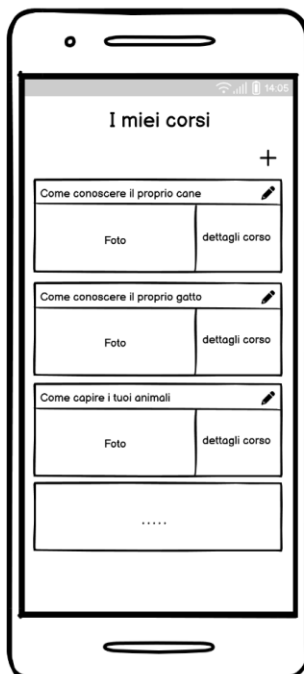 14:05
I miei corsi
+
Come conoscere il proprio cane
Foto
dettagli corso
Come conoscere il proprio gatto
Foto
dettagli corso
Come capire i tuoi animali
Foto
dettagli corso
.....